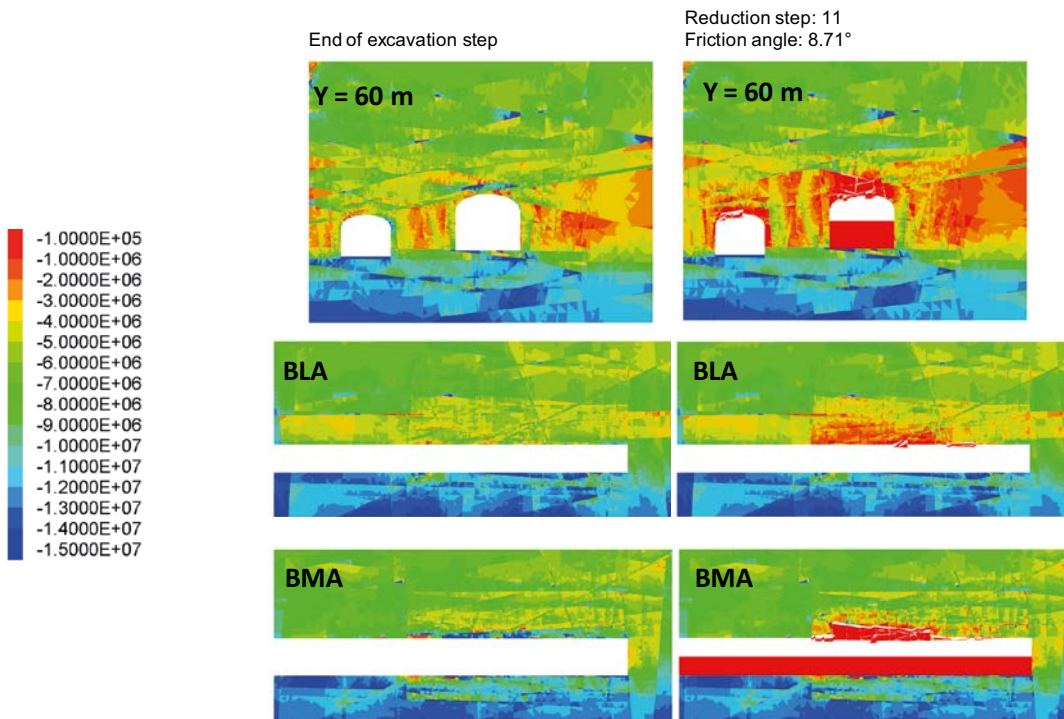 End of excavation step
Reduction step: 11
Friction angle: 8.71°
Y = 60 m
Y = 60 m
-1.0000E+05
-1.0000E+06
-2.0000E+06
-3.0000E+06
-4.0000E+06
-5.0000E+06
-6.0000E+06
-7.0000E+06
-8.0000E+06
-9.0000E+06
-1.0000E+07
-1.1000E+07
-1.2000E+07
-1.3000E+07
-1.4000E+07
-1.5000E+07
BLA
BLA
BMA
BMA